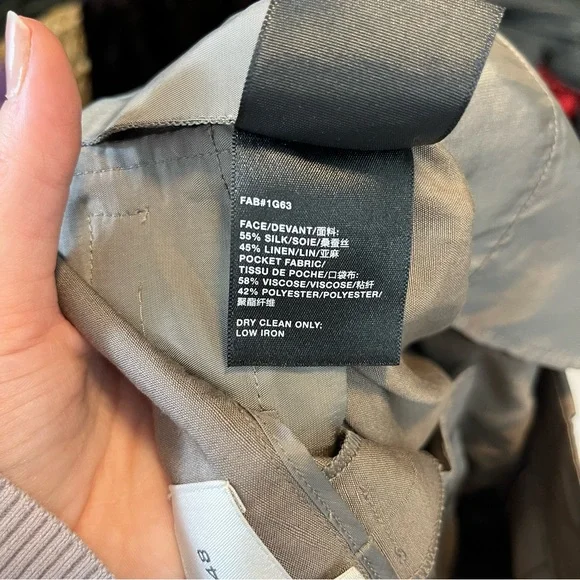 FAB#1G63
FACE/DEVANT/面料:
55% SILK/SOIE/桑蚕丝
45% LINEN/LIN/亚麻
POCKET FABRIC/
TISSU DE POCHE/口袋布:
58% VISCOSE/VISCOSE/粘纤
42% POLYESTER/POLYESTER/
聚酯纤维
DRY CLEAN ONLY:
LOW IRON
48